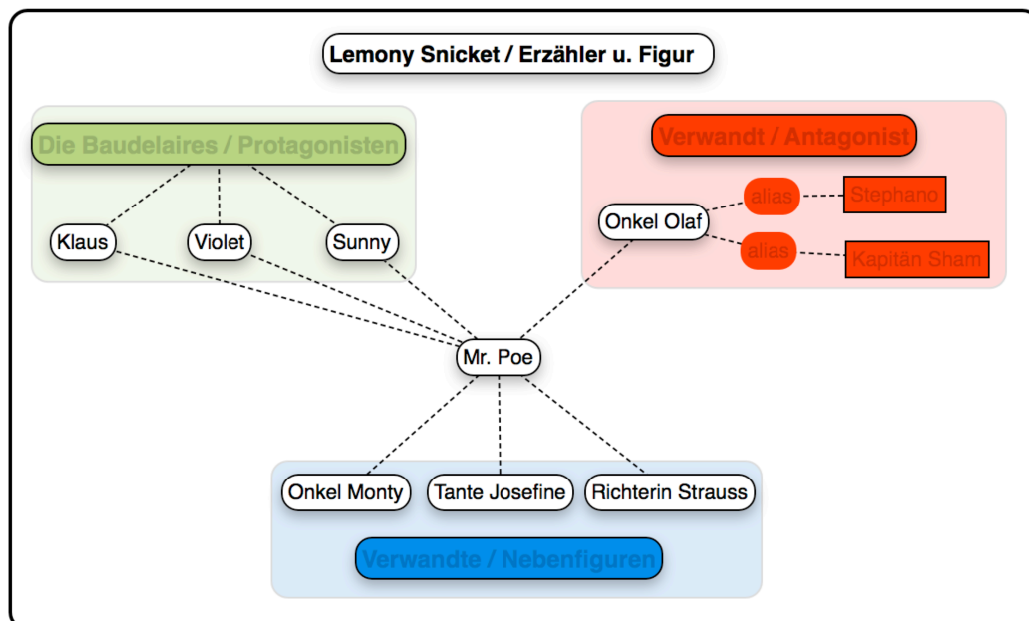 Lemony Snicket / Erzähler u. Figur
Die Baudelaires / Protagonisten
Verwandt / Antagonist
alias
Stephano
Onkel Olaf
Klaus
Violet
Sunny
alias
Kapitän Sham
Mr. Poe
Onkel Monty
Tante Josefine
Richterin Strauss
Verwandte / Nebenfiguren